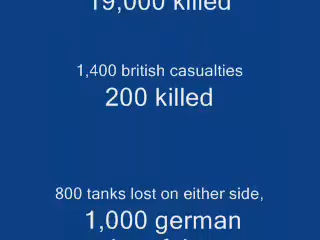 19,000 killed
1,400 british casualties
200 killed
800 tanks lost on either side,
1,000 german